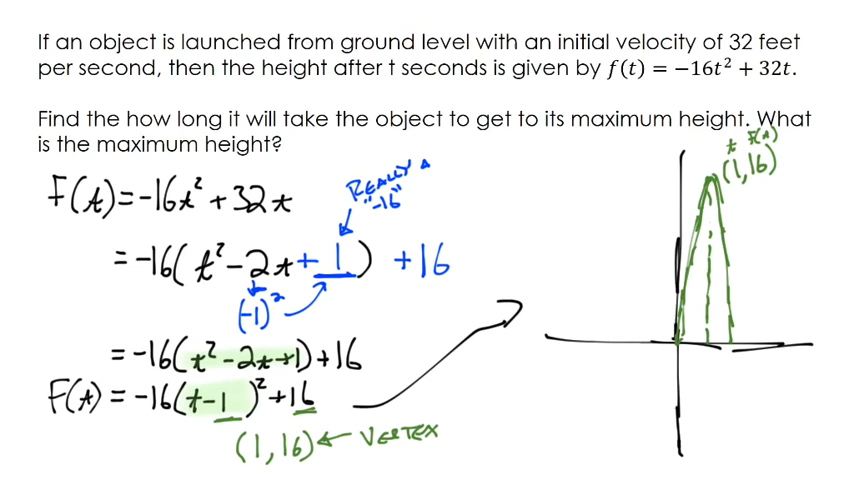 If an object is launched from ground level with an initial velocity of 32 feet
per second, then the height after t seconds is given by f(t) = −16t² + 32t.
Find the how long it will take the object to get to its maximum height. What
is the maximum height?
t F(t)
(1,16)
REALLY A
"-16"
F(t) = -16t² + 32t
= -16(t² - 2t + 1) + 16
(-1)²
= -16(t² - 2t + 1) + 16
F(t) = -16(t - 1)² + 16
(1,16) ← VERTEX